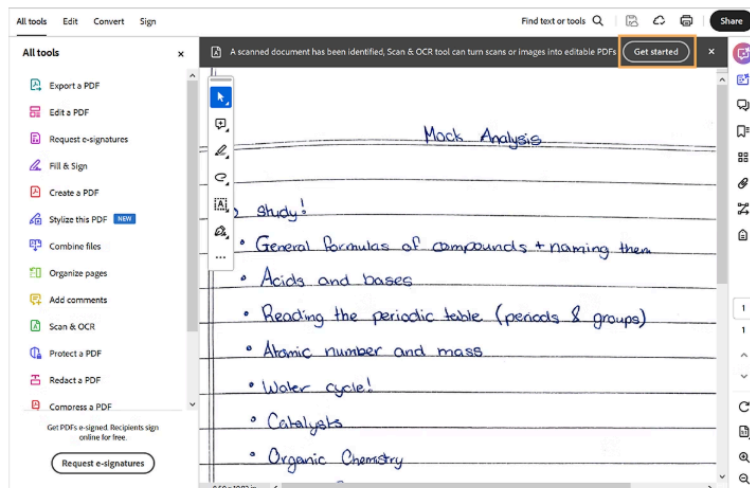 All tools
Edit
Convert
Sign
Find text or tools
Share
All tools
A scanned document has been identified, Scan & OCR tool can turn scans or images into editable PDFs
Get started
Export a PDF
Edit a PDF
Request e-signatures
Fill & Sign
Create a PDF
Stylize this PDF NEW
Combine files
Organize pages
Add comments
Scan & OCR
Protect a PDF
Redact a PDF
Compress a PDF
Get PDFs e-signed. Recipients sign
online for free.
Request e-signatures
Mock Analysis
study!
• General formulas of compounds + naming them
• Acids and bases
• Reading the periodic table (periods & groups)
• Atomic number and mass
• Water cycle!
• Catalysts
• Organic Chemistry
1
1